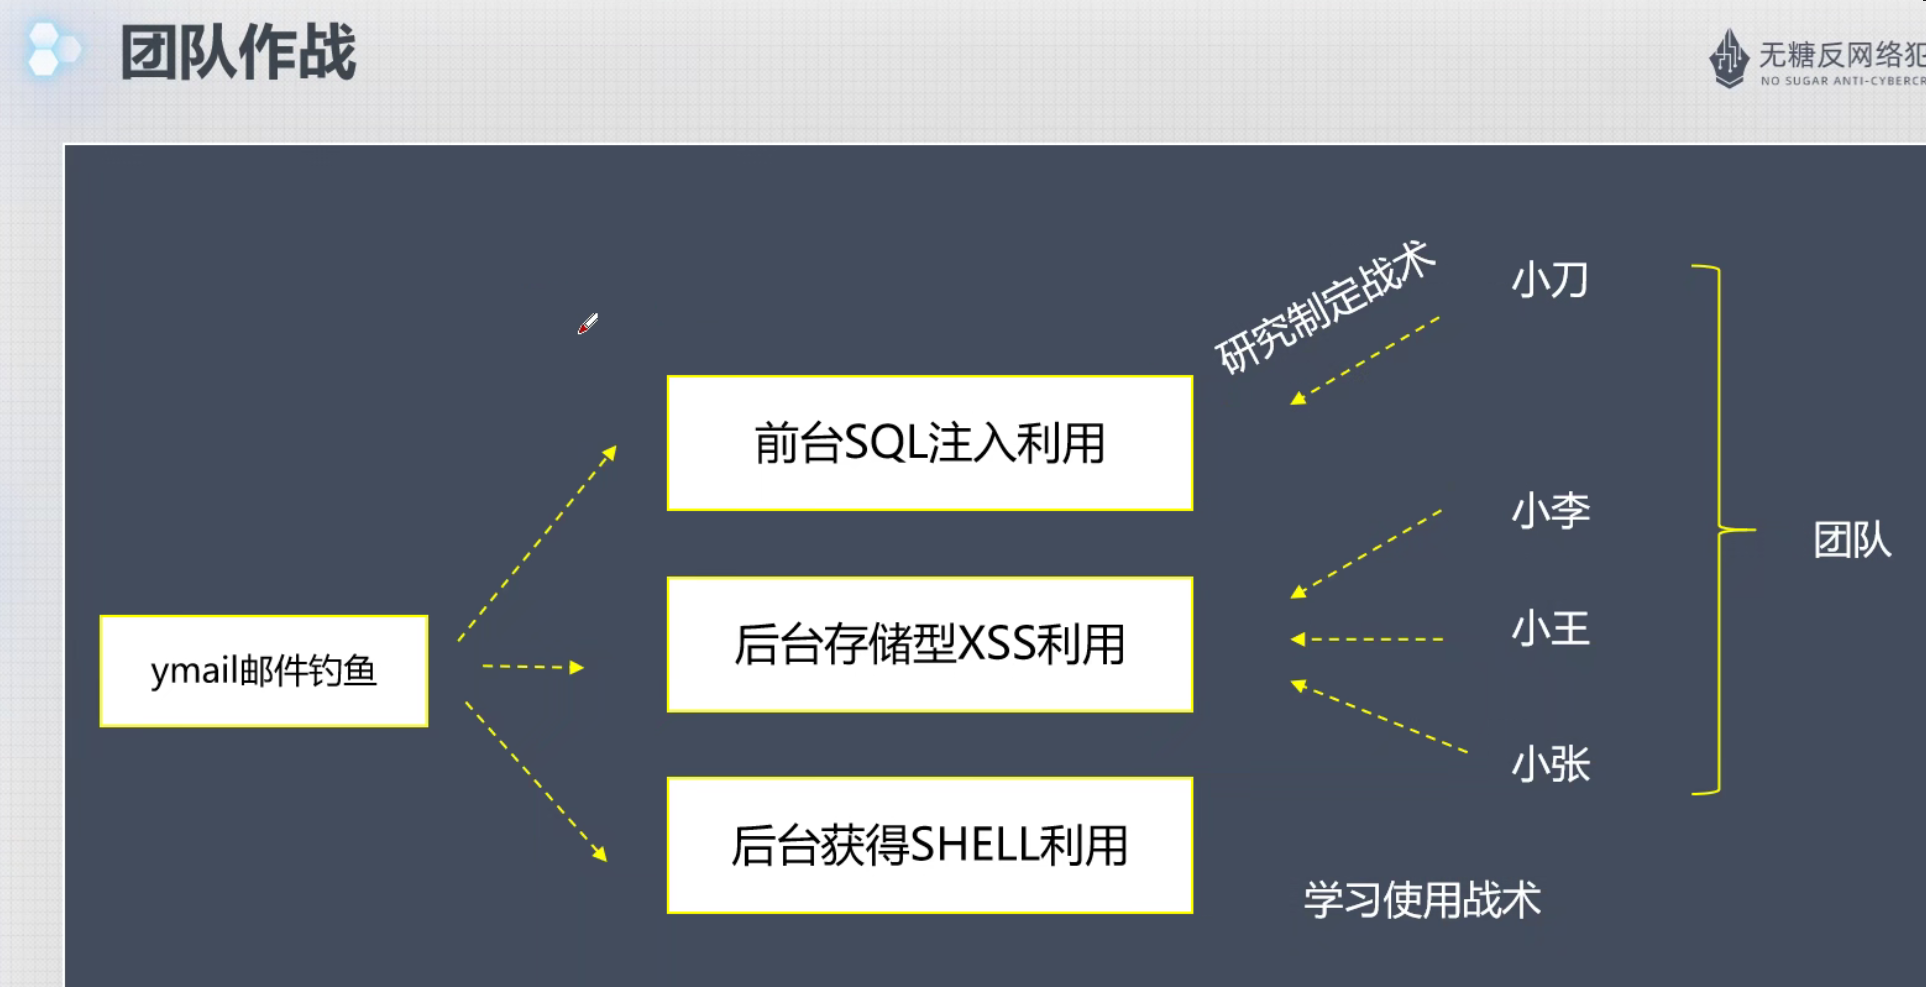 团队作战
无糖反网络犯
NO SUGAR ANTI-CYBERCR
研究制定战术
小刀
前台SQL注入利用
小李
团队
后台存储型XSS利用
小王
ymail邮件钓鱼
小张
后台获得SHELL利用
学习使用战术